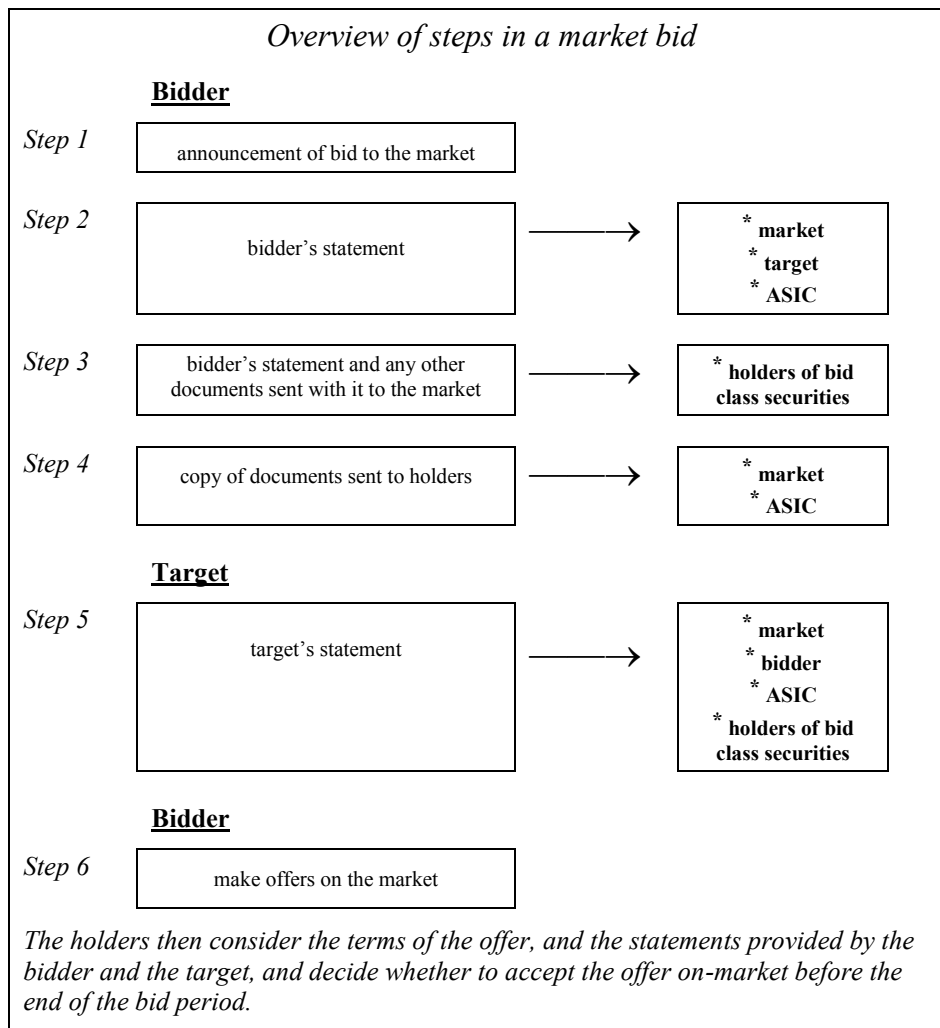 Overview of steps in a market bid
Bidder
Step 1
announcement of bid to the market
Step 2
bidder’s statement
* market
* target
* ASIC
Step 3
bidder’s statement and any other
documents sent with it to the market
* holders of bid
class securities
Step 4
copy of documents sent to holders
* market
* ASIC
Target
Step 5
target’s statement
* market
* bidder
* ASIC
* holders of bid
class securities
Bidder
Step 6
make offers on the market
The holders then consider the terms of the offer, and the statements provided by the
bidder and the target, and decide whether to accept the offer on-market before the
end of the bid period.